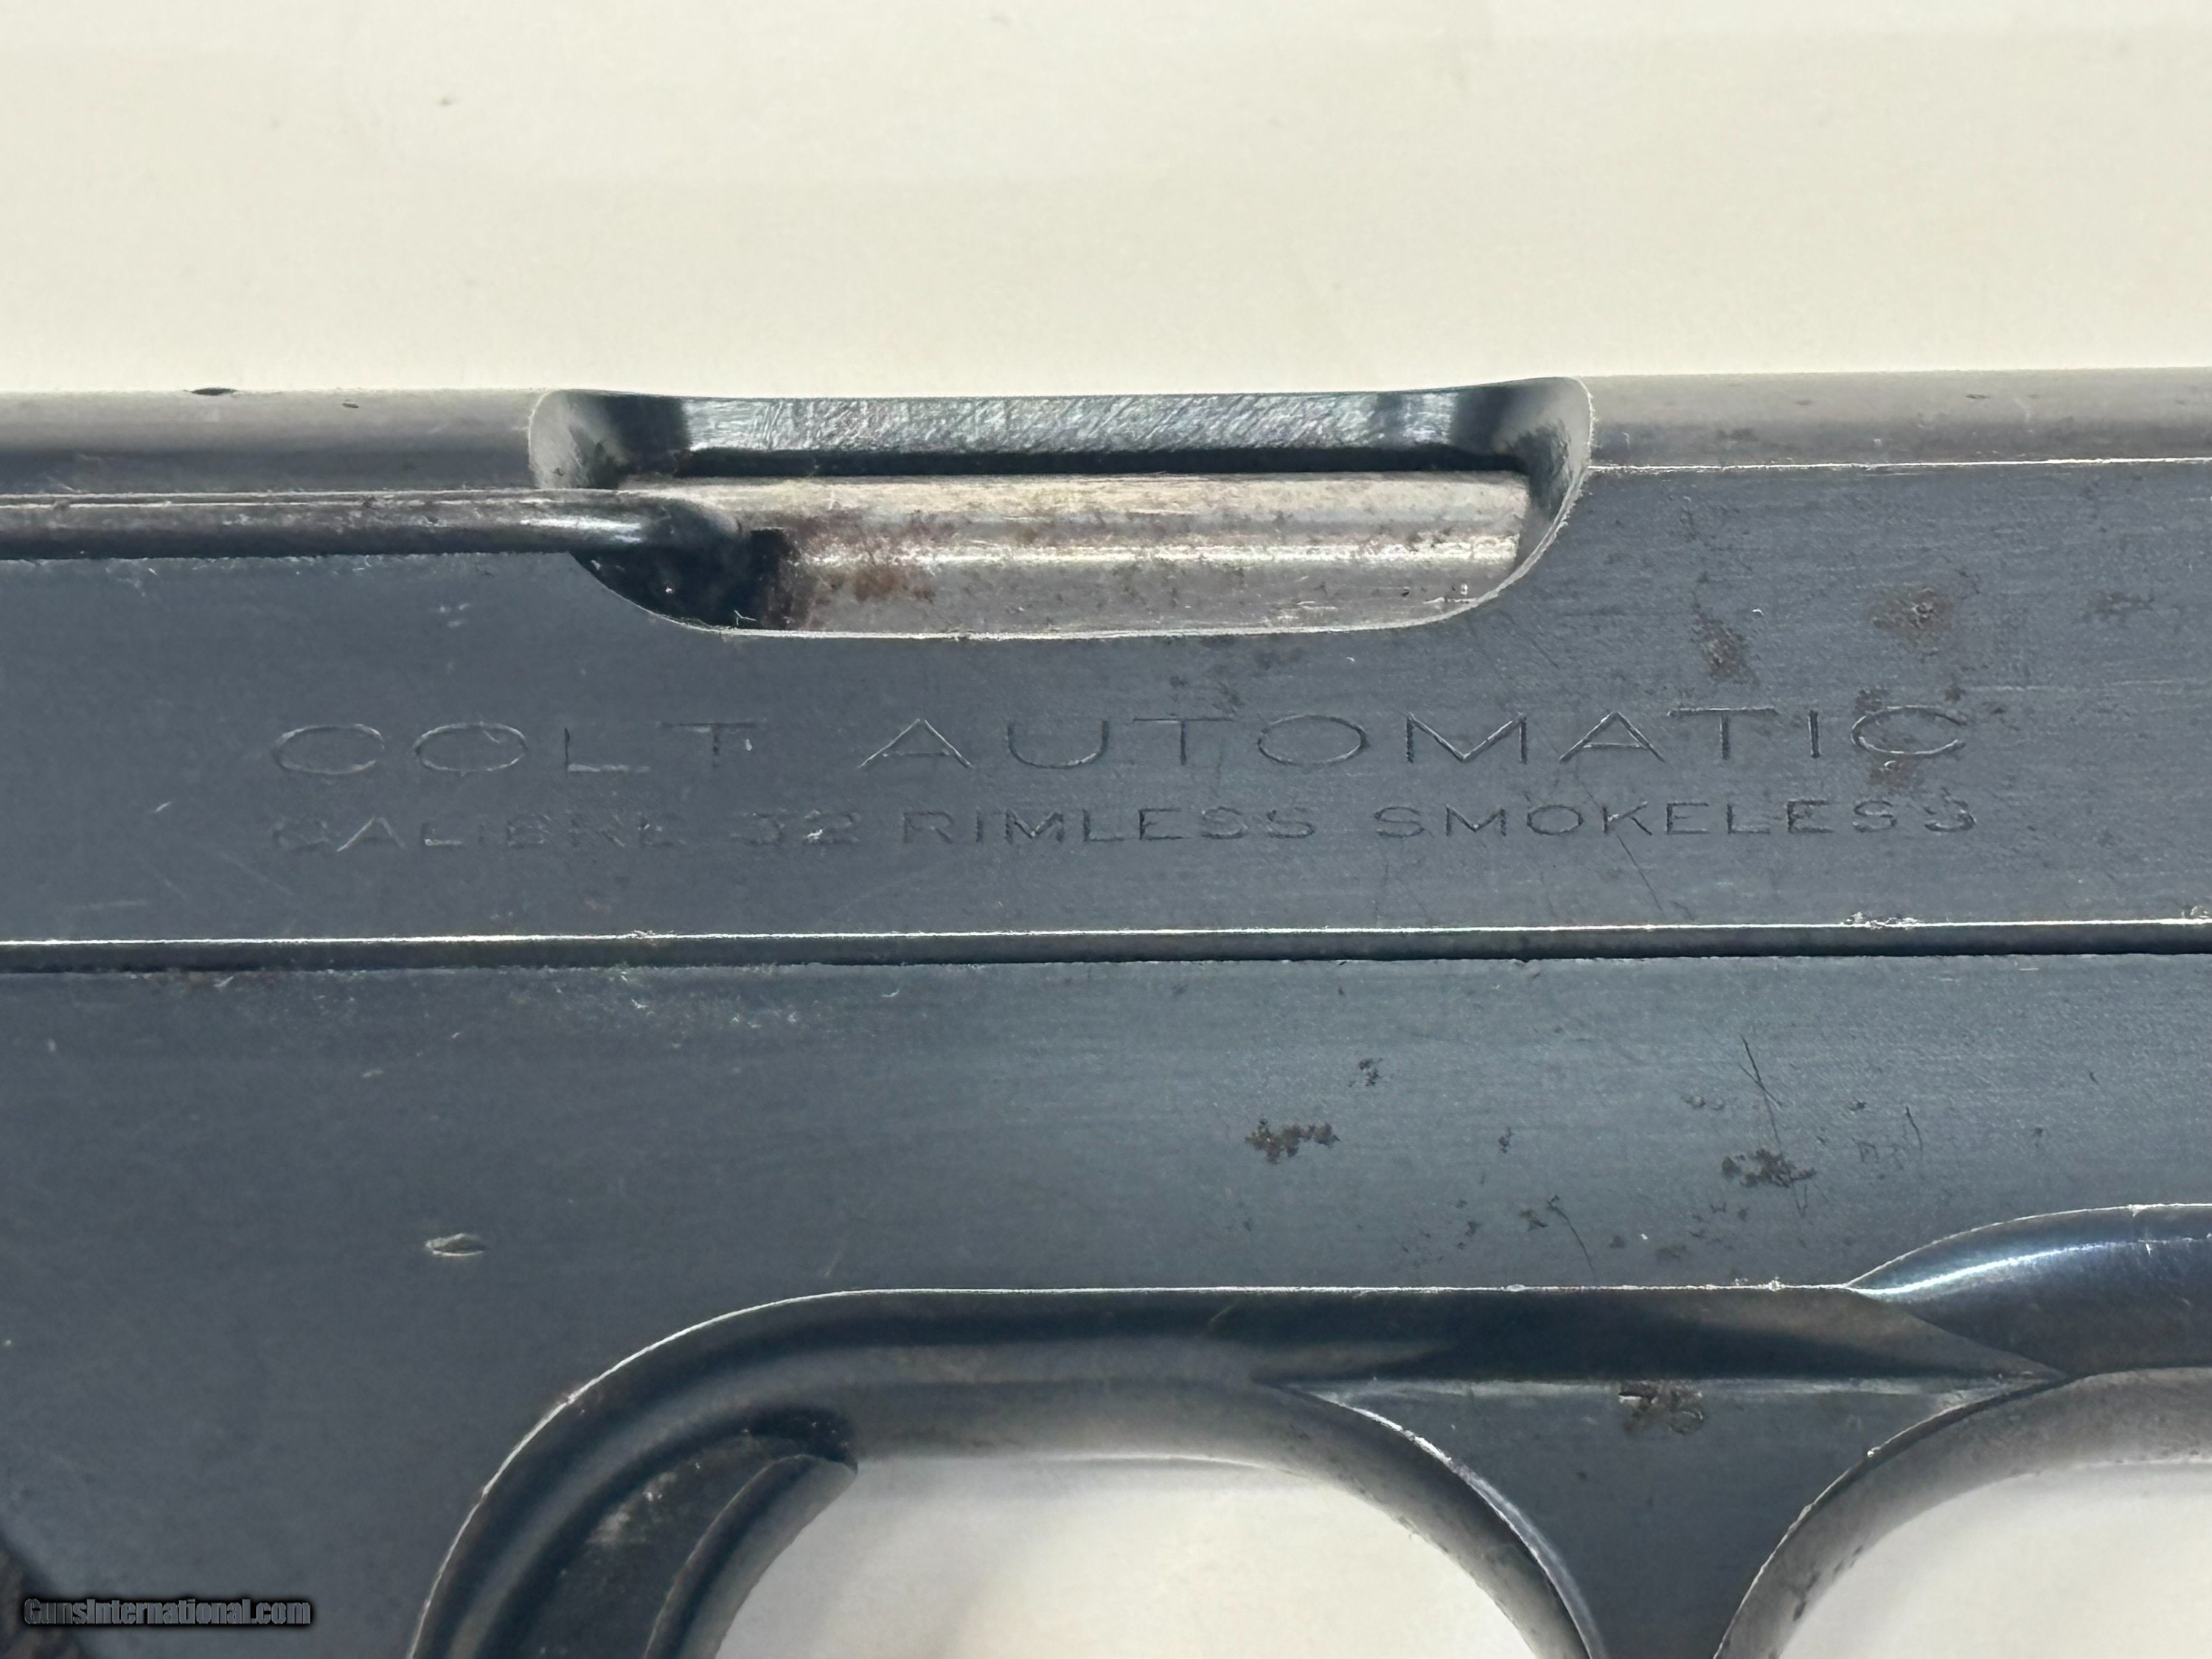 COLT AUTOMATIC
CALIBRE 32 RIMLESS SMOKELESS
GunsInternational.com